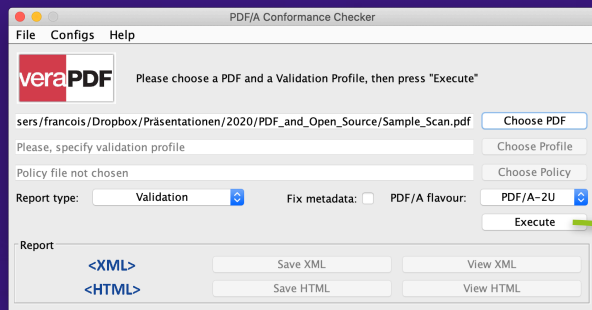 PDF/A Conformance Checker
File Configs Help
veraPDF Please choose a PDF and a Validation Profile, then press "Execute"
sers/francois/Dropbox/Präsentationen/2020/PDF_and_Open_Source/Sample_Scan.pdf Choose PDF
Please, specify validation profile Choose Profile
Policy file not chosen Choose Policy
Report type: Validation Fix metadata: PDF/A flavour: PDF/A-2U
Execute
Report
<XML> Save XML View XML
<HTML> Save HTML View HTML